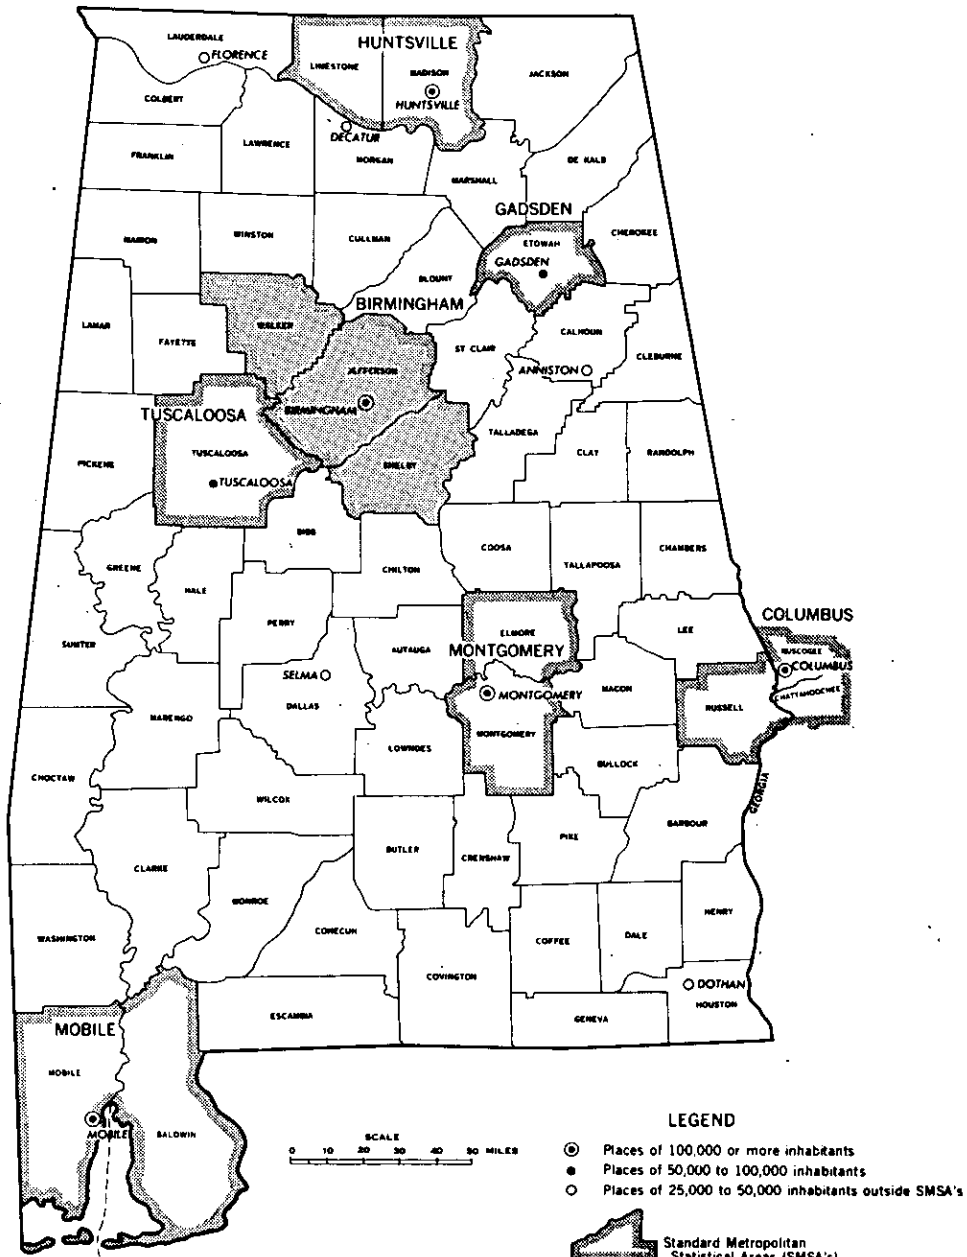 LAUDERDALE
FLORENCE
HUNTSVILLE
LIMESTONE
MADISON
HUNTSVILLE
JACKSON
COLBERT
DECATUR
FRANKLIN
LAWRENCE
MORGAN
DE KALB
MARSHALL
GADSDEN
MARION
WINSTON
CULLMAN
ETOWAH
CHEROKEE
GADSDEN
BLOUNT
BIRMINGHAM
LAMAR
FAYETTE
WALKER
ST CLAIR
CALHOUN
CLEBURNE
JEFFERSON
ANNISTON
TUSCALOOSA
BIRMINGHAM
TALLADEGA
PICKENS
TUSCALOOSA
SHELBY
CLAY
RANDOLPH
TUSCALOOSA
BIBB
COOSA
CHAMBERS
GREENE
HALE
CHILTON
TALLAPOOSA
COLUMBUS
SUMTER
PERRY
AUTAUGA
ELMORE
MONTGOMERY
LEE
MUSCOGEE
COLUMBUS
SELMA
DALLAS
MONTGOMERY
MACON
CHATTAHOOCHEE
MARENGO
LOWNDES
MONTGOMERY
RUSSELL
CHOCTAW
BULLOCK
WILCOX
GEORGIA
PIKE
BARBOUR
CLARKE
BUTLER
CRENSHAW
MONROE
HENRY
WASHINGTON
CONECUH
COFFEE
DALE
COVINGTON
DOTHAN
HOUSTON
MOBILE
ESCAMBIA
GENEVA
MOBILE
MOBILE
BALDWIN
SCALE
0 10 20 30 40 50 MILES
LEGEND
Places of 100,000 or more inhabitants
Places of 50,000 to 100,000 inhabitants
Places of 25,000 to 50,000 inhabitants outside SMSA's
Standard Metropolitan
Statistical Areas (SMSA's)